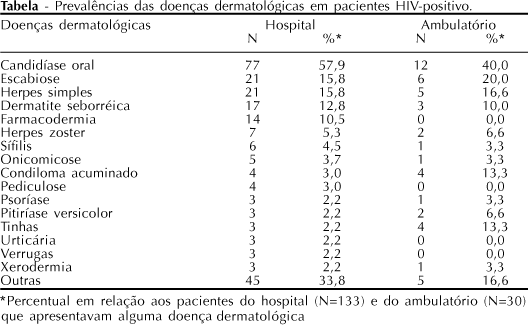 Tabela - Prevalências das doenças dermatológicas em pacientes HIV-positivo.
Doenças dermatológicas Hospital Ambulatório
N %* N %*
Candidíase oral 77 57,9 12 40,0
Escabiose 21 15,8 6 20,0
Herpes simples 21 15,8 5 16,6
Dermatite seborréica 17 12,8 3 10,0
Farmacodermia 14 10,5 0 0,0
Herpes zoster 7 5,3 2 6,6
Sífilis 6 4,5 1 3,3
Onicomicose 5 3,7 1 3,3
Condiloma acuminado 4 3,0 4 13,3
Pediculose 4 3,0 0 0,0
Psoríase 3 2,2 1 3,3
Pitiríase versicolor 3 2,2 2 6,6
Tinhas 3 2,2 4 13,3
Urticária 3 2,2 0 0,0
Verrugas 3 2,2 0 0,0
Xerodermia 3 2,2 1 3,3
Outras 45 33,8 5 16,6
*Percentual em relação aos pacientes do hospital (N=133) e do ambulatório (N=30)
que apresentavam alguma doença dermatológica